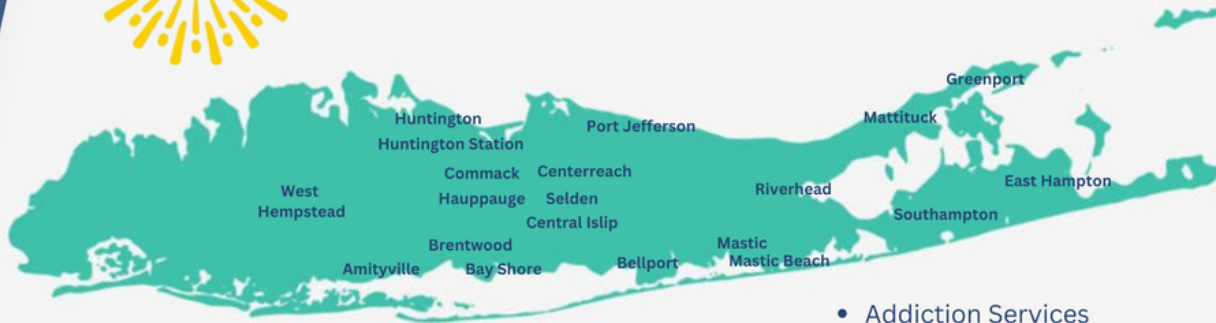 Greenport
Mattituck
Huntington
Port Jefferson
Huntington Station
Commack
Centerreach
East Hampton
West
Hempstead
Riverhead
Hauppauge
Selden
Southampton
Central Islip
Brentwood
Mastic
Mastic Beach
Bellport
Amityville
Bay Shore
• Addiction Services